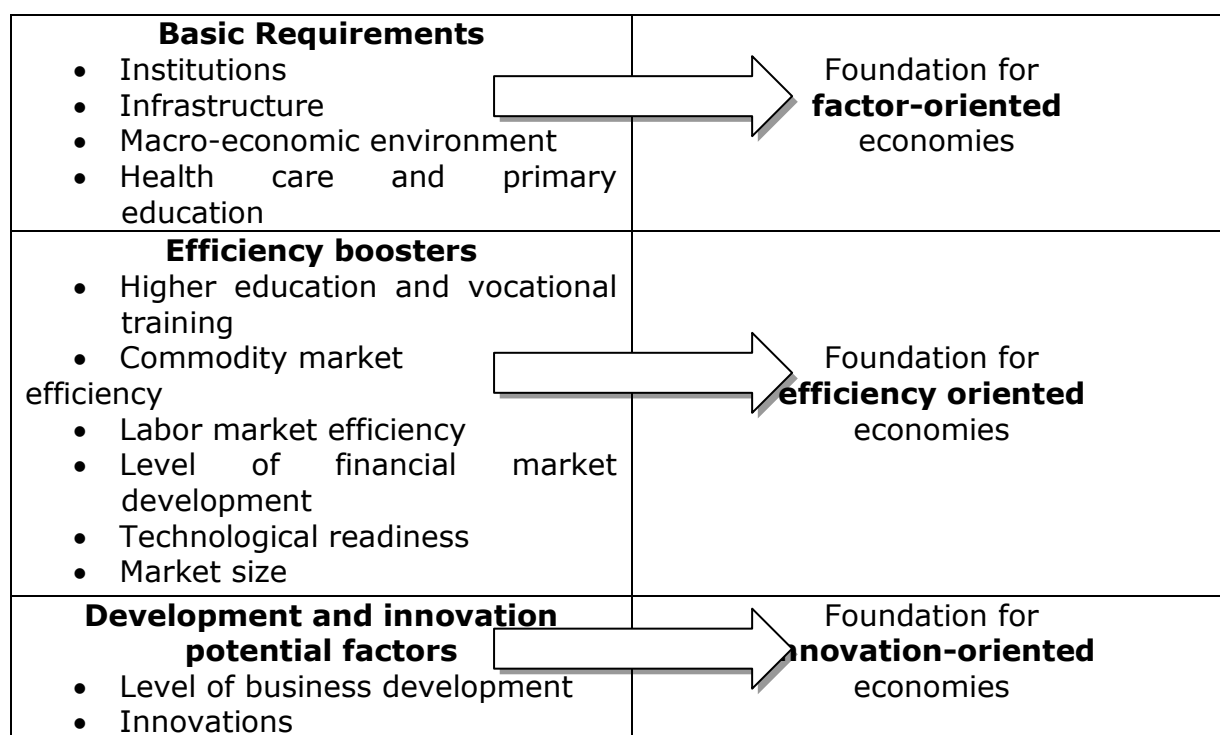 Basic Requirements
• Institutions
• Infrastructure
• Macro-economic environment
• Health care and primary
education
Foundation for
factor-oriented
economies
Efficiency boosters
• Higher education and vocational
training
• Commodity market
efficiency
• Labor market efficiency
• Level of financial market
development
• Technological readiness
• Market size
Foundation for
efficiency oriented
economies
Development and innovation
potential factors
• Level of business development
• Innovations
Foundation for
nnovation-oriented
economies